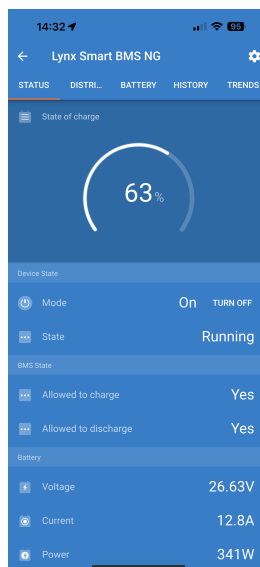 14:32
95
Lynx Smart BMS NG
STATUS DISTRI... BATTERY HISTORY TRENDS
State of charge
63%
Device State
Mode On TURN OFF
State Running
BMS State
Allowed to charge Yes
Allowed to discharge Yes
Battery
Voltage 26.63V
Current 12.8A
Power 341W